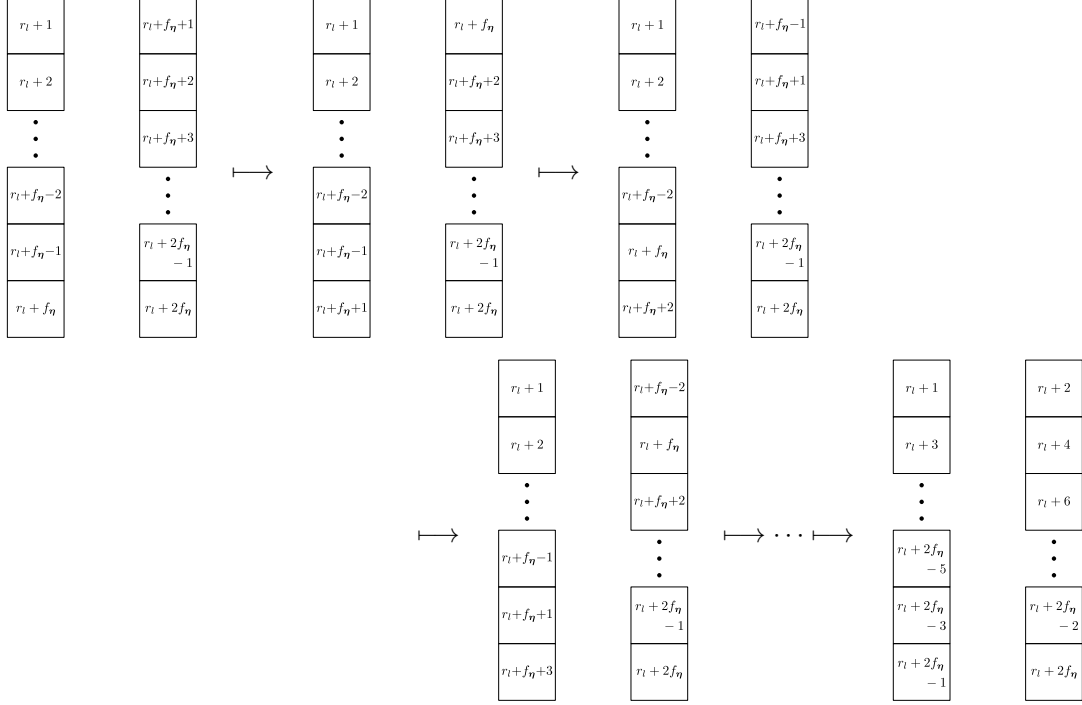 r_l + 1
r_l + 2
⋮
r_l+f_η−2
r_l+f_η−1
r_l + f_η
r_l+f_η+1
r_l+f_η+2
r_l+f_η+3
⋮
r_l + 2f_η
− 1
r_l + 2f_η
⟼
r_l + 1
r_l + 2
⋮
r_l+f_η−2
r_l+f_η−1
r_l+f_η+1
r_l + f_η
r_l+f_η+2
r_l+f_η+3
⋮
r_l + 2f_η
− 1
r_l + 2f_η
⟼
r_l + 1
r_l + 2
⋮
r_l+f_η−2
r_l + f_η
r_l+f_η+2
r_l+f_η−1
r_l+f_η+1
r_l+f_η+3
⋮
r_l + 2f_η
− 1
r_l + 2f_η
⟼
r_l + 1
r_l + 2
⋮
r_l+f_η−1
r_l+f_η+1
r_l+f_η+3
r_l+f_η−2
r_l + f_η
r_l+f_η+2
⋮
r_l + 2f_η
− 1
r_l + 2f_η
⟼ ⋯ ⟼
r_l + 1
r_l + 3
⋮
r_l + 2f_η
− 5
r_l + 2f_η
− 3
r_l + 2f_η
− 1
r_l + 2
r_l + 4
r_l + 6
⋮
r_l + 2f_η
− 2
r_l + 2f_η